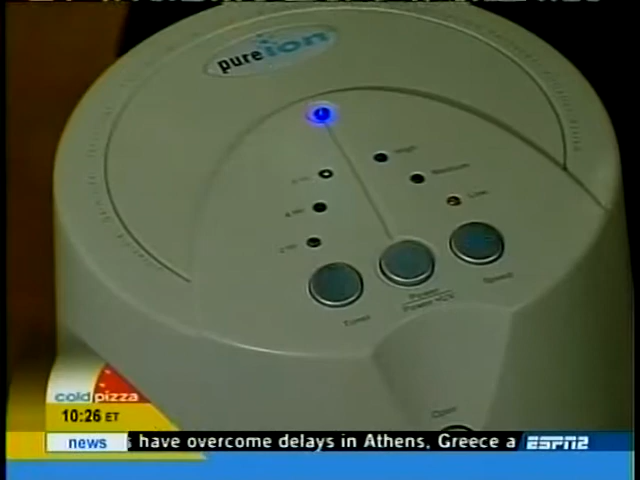 pureion
High
Medium
Low
Timer
Power
Speed
cold pizza
10:26 ET
news
s have overcome delays in Athens, Greece a
ESPN2